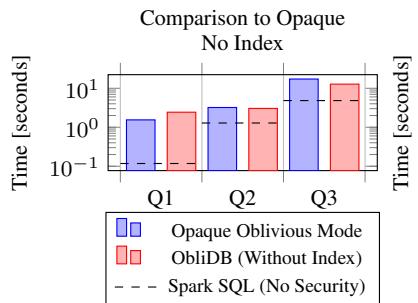 Comparison to Opaque
No Index
Time [seconds]
10^1
10^0
10^−1
Time [seconds]
Q1 Q2 Q3
Opaque Oblivious Mode
ObliDB (Without Index)
Spark SQL (No Security)